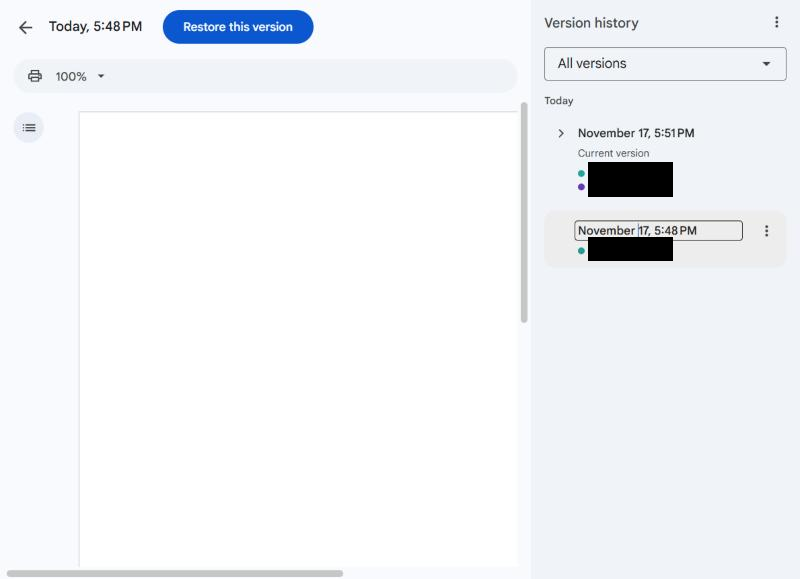 Today, 5:48 PM
Restore this version
100%
Version history
All versions
Today
November 17, 5:51 PM
Current version
November 17, 5:48 PM